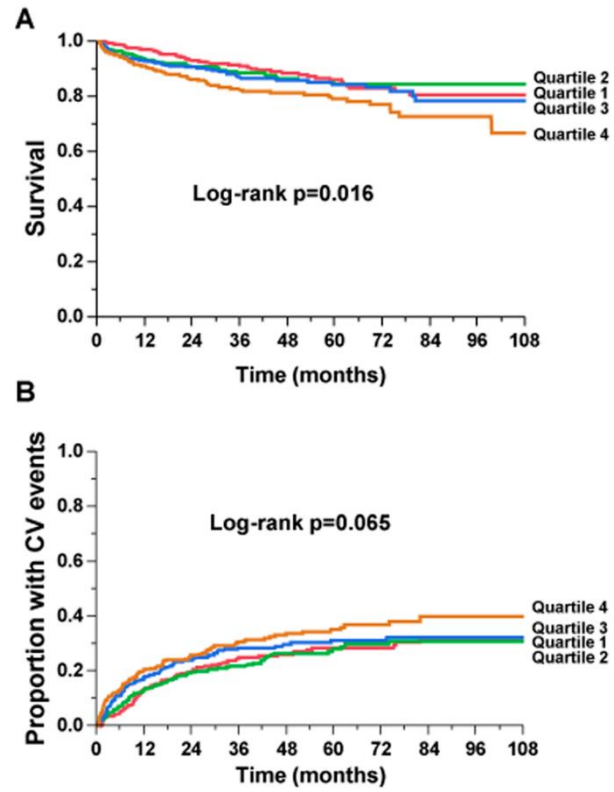 A
1.0
0.8
0.6
0.4
0.2
0.0
Survival
Log-rank p=0.016
Quartile 2
Quartile 1
Quartile 3
Quartile 4
0 12 24 36 48 60 72 84 96 108
Time (months)
B
1.0
0.8
0.6
0.4
0.2
0.0
Proportion with CV events
Log-rank p=0.065
Quartile 4
Quartile 3
Quartile 1
Quartile 2
0 12 24 36 48 60 72 84 96 108
Time (months)